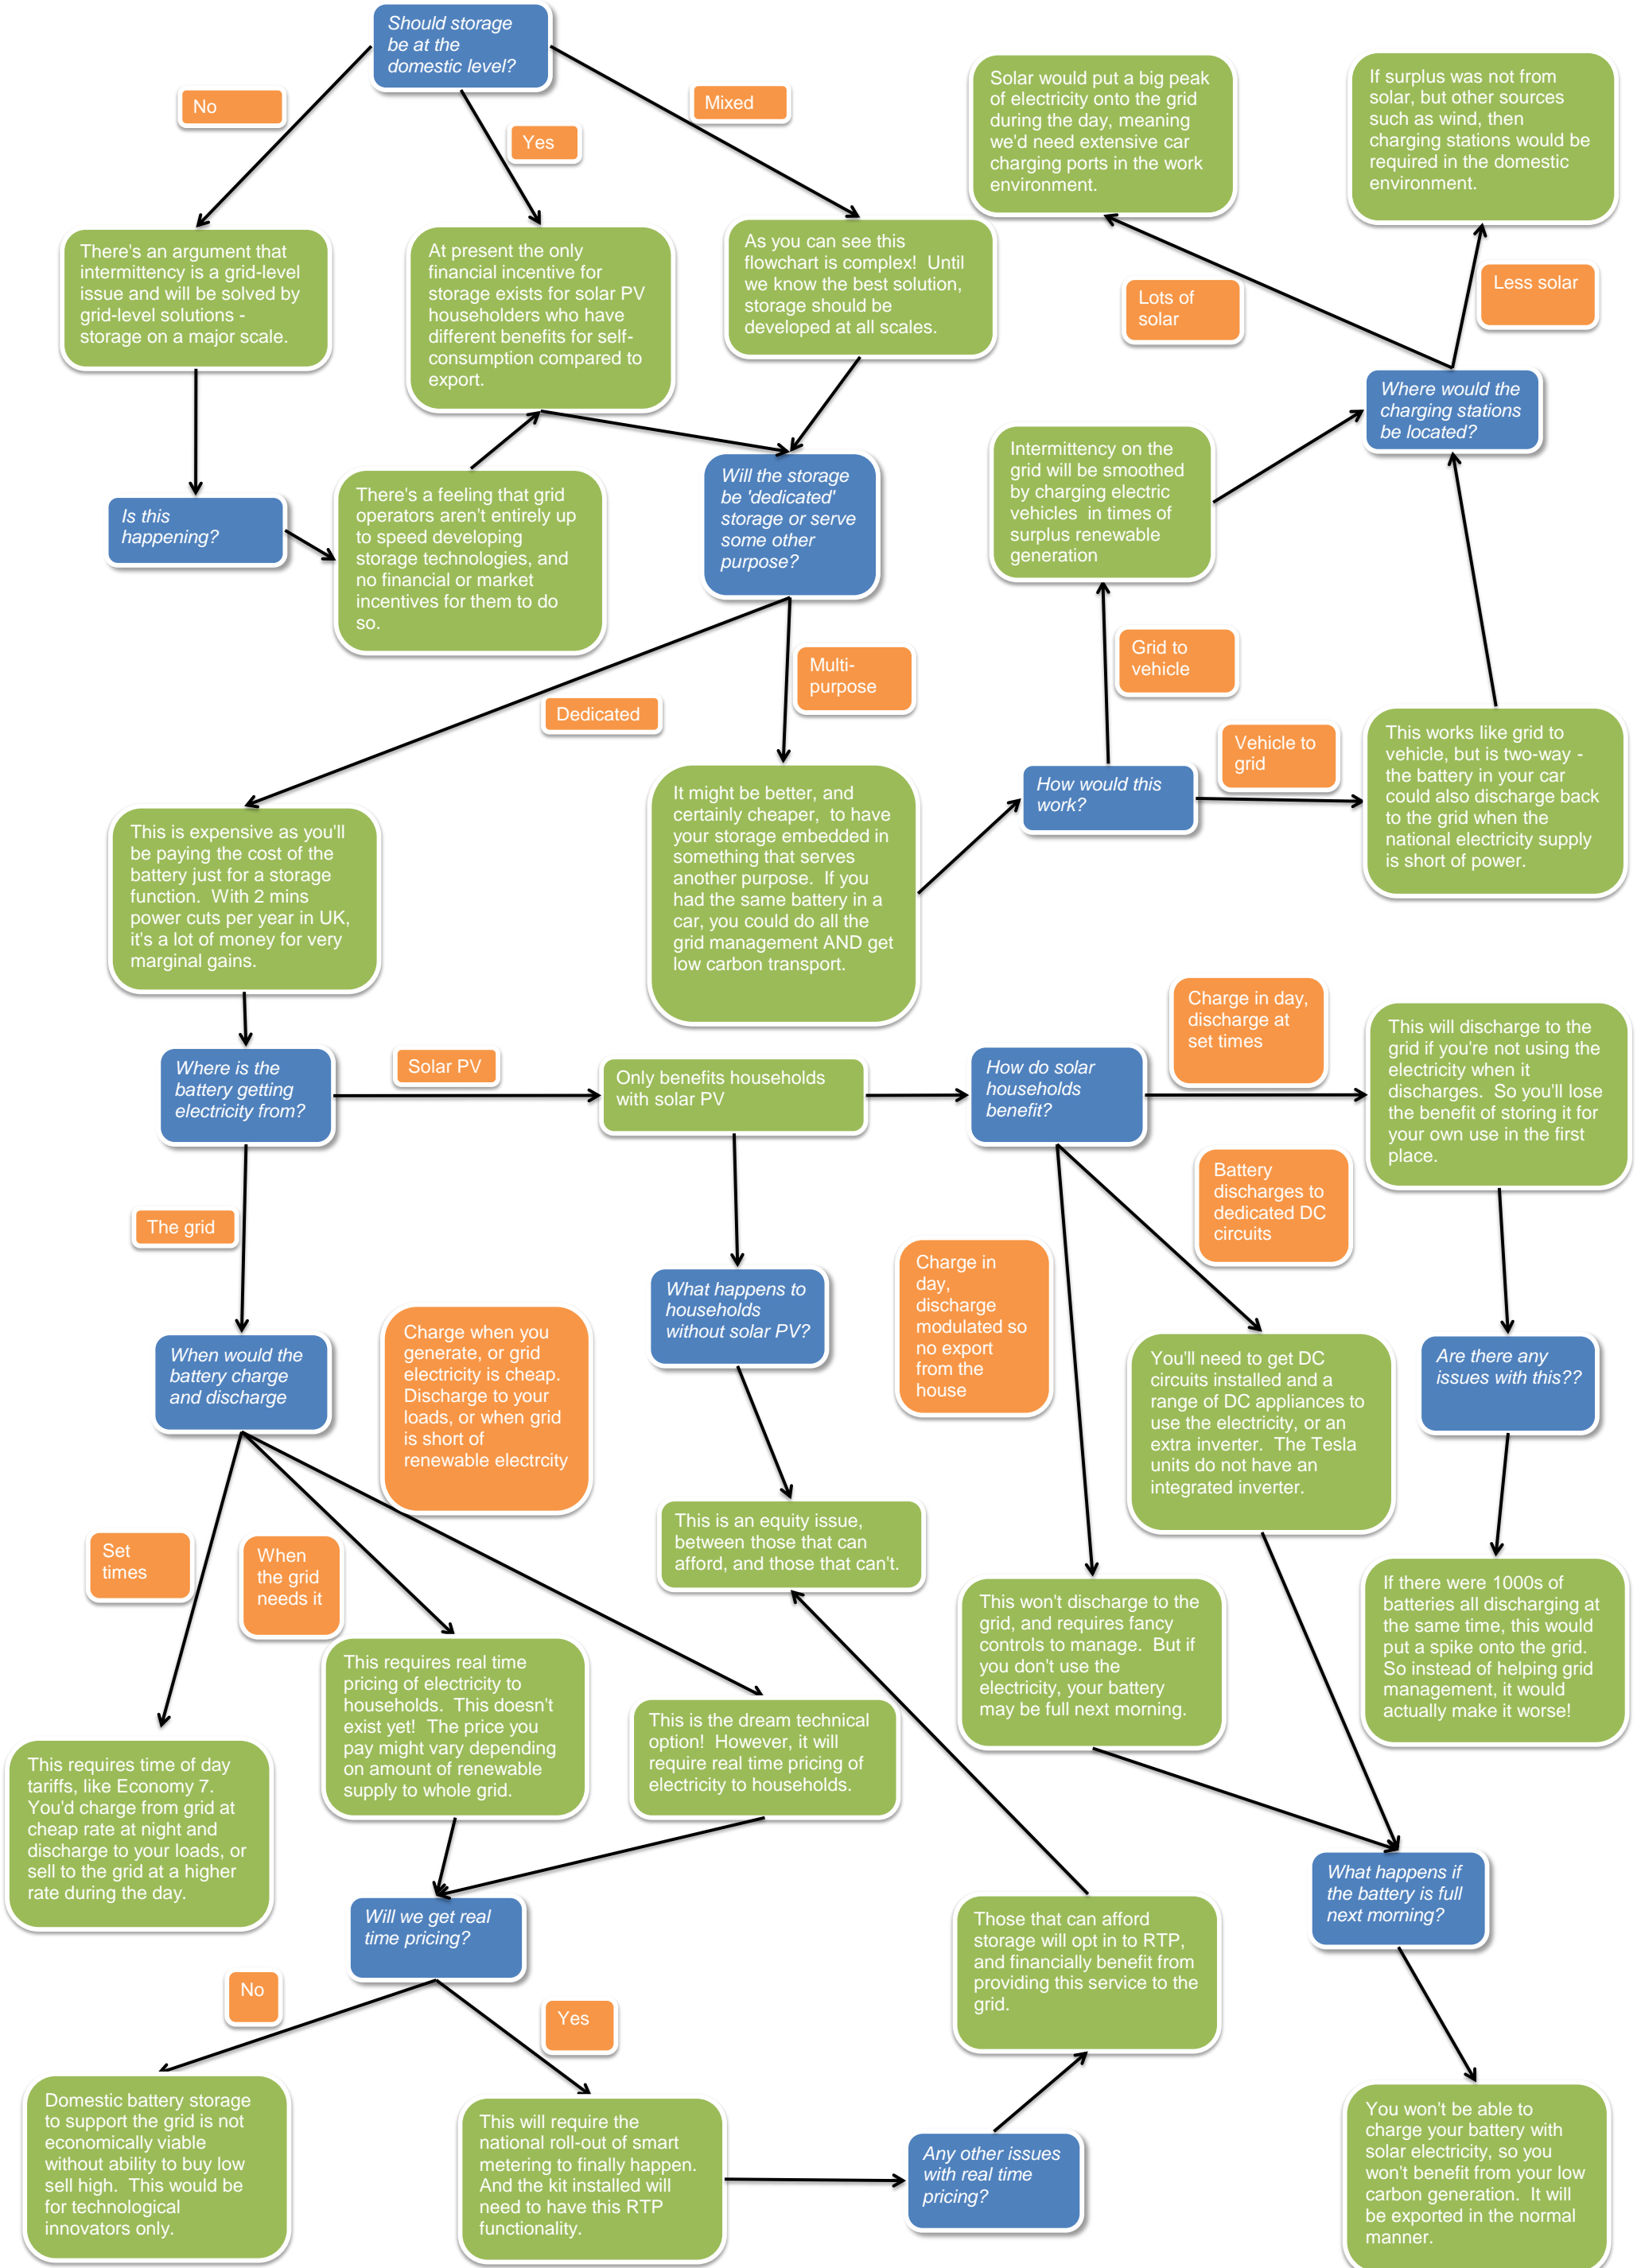 Should storage
be at the
domestic level?
No
Yes
Mixed
Solar would put a big peak
of electricity onto the grid
during the day, meaning
we'd need extensive car
charging ports in the work
environment.
If surplus was not from
solar, but other sources
such as wind, then
charging stations would be
required in the domestic
environment.
There's an argument that
intermittency is a grid-level
issue and will be solved by
grid-level solutions -
storage on a major scale.
At present the only
financial incentive for
storage exists for solar PV
householders who have
different benefits for self-
consumption compared to
export.
As you can see this
flowchart is complex!  Until
we know the best solution,
storage should be
developed at all scales.
Lots of
solar
Less solar
Where would the
charging stations
be located?
Is this
happening?
There's a feeling that grid
operators aren't entirely up
to speed developing
storage technologies, and
no financial or market
incentives for them to do
so.
Will the storage
be 'dedicated'
storage or serve
some other
purpose?
Intermittency on the
grid will be smoothed
by charging electric
vehicles  in times of
surplus renewable
generation
Dedicated
Multi-
purpose
Grid to
vehicle
Vehicle to
grid
This is expensive as you'll
be paying the cost of the
battery just for a storage
function.  With 2 mins
power cuts per year in UK,
it's a lot of money for very
marginal gains.
It might be better, and
certainly cheaper,  to have
your storage embedded in
something that serves
another purpose.  If you
had the same battery in a
car, you could do all the
grid management AND get
low carbon transport.
How would this
work?
This works like grid to
vehicle, but is two-way -
the battery in your car
could also discharge back
to the grid when the
national electricity supply
is short of power.
Where is the
battery getting
electricity from?
Solar PV
Only benefits households
with solar PV
How do solar
households
benefit?
Charge in day,
discharge at
set times
This will discharge to the
grid if you're not using the
electricity when it
discharges.  So you'll lose
the benefit of storing it for
your own use in the first
place.
The grid
Battery
discharges to
dedicated DC
circuits
Charge in
day,
discharge
modulated so
no export
from the
house
What happens to
households
without solar PV?
When would the
battery charge
and discharge
Charge when you
generate, or grid
electricity is cheap.
Discharge to your
loads, or when grid
is short of
renewable electrcity
You'll need to get DC
circuits installed and a
range of DC appliances to
use the electricity, or an
extra inverter.  The Tesla
units do not have an
integrated inverter.
Are there any
issues with this??
Set
times
When
the grid
needs it
This is an equity issue,
between those that can
afford, and those that can't.
This won't discharge to the
grid, and requires fancy
controls to manage.  But if
you don't use the
electricity, your battery
may be full next morning.
If there were 1000s of
batteries all discharging at
the same time, this would
put a spike onto the grid.
So instead of helping grid
management, it would
actually make it worse!
This requires time of day
tariffs, like Economy 7.
You'd charge from grid at
cheap rate at night and
discharge to your loads, or
sell to the grid at a higher
rate during the day.
This requires real time
pricing of electricity to
households.  This doesn't
exist yet!  The price you
pay might vary depending
on amount of renewable
supply to whole grid.
This is the dream technical
option!  However, it will
require real time pricing of
electricity to households.
Will we get real
time pricing?
Those that can afford
storage will opt in to RTP,
and financially benefit from
providing this service to the
grid.
What happens if
the battery is full
next morning?
No
Yes
Domestic battery storage
to support the grid is not
economically viable
without ability to buy low
sell high.  This would be
for technological
innovators only.
This will require the
national roll-out of smart
metering to finally happen.
And the kit installed will
need to have this RTP
functionality.
Any other issues
with real time
pricing?
You won't be able to
charge your battery with
solar electricity, so you
won't benefit from your low
carbon generation.  It will
be exported in the normal
manner.